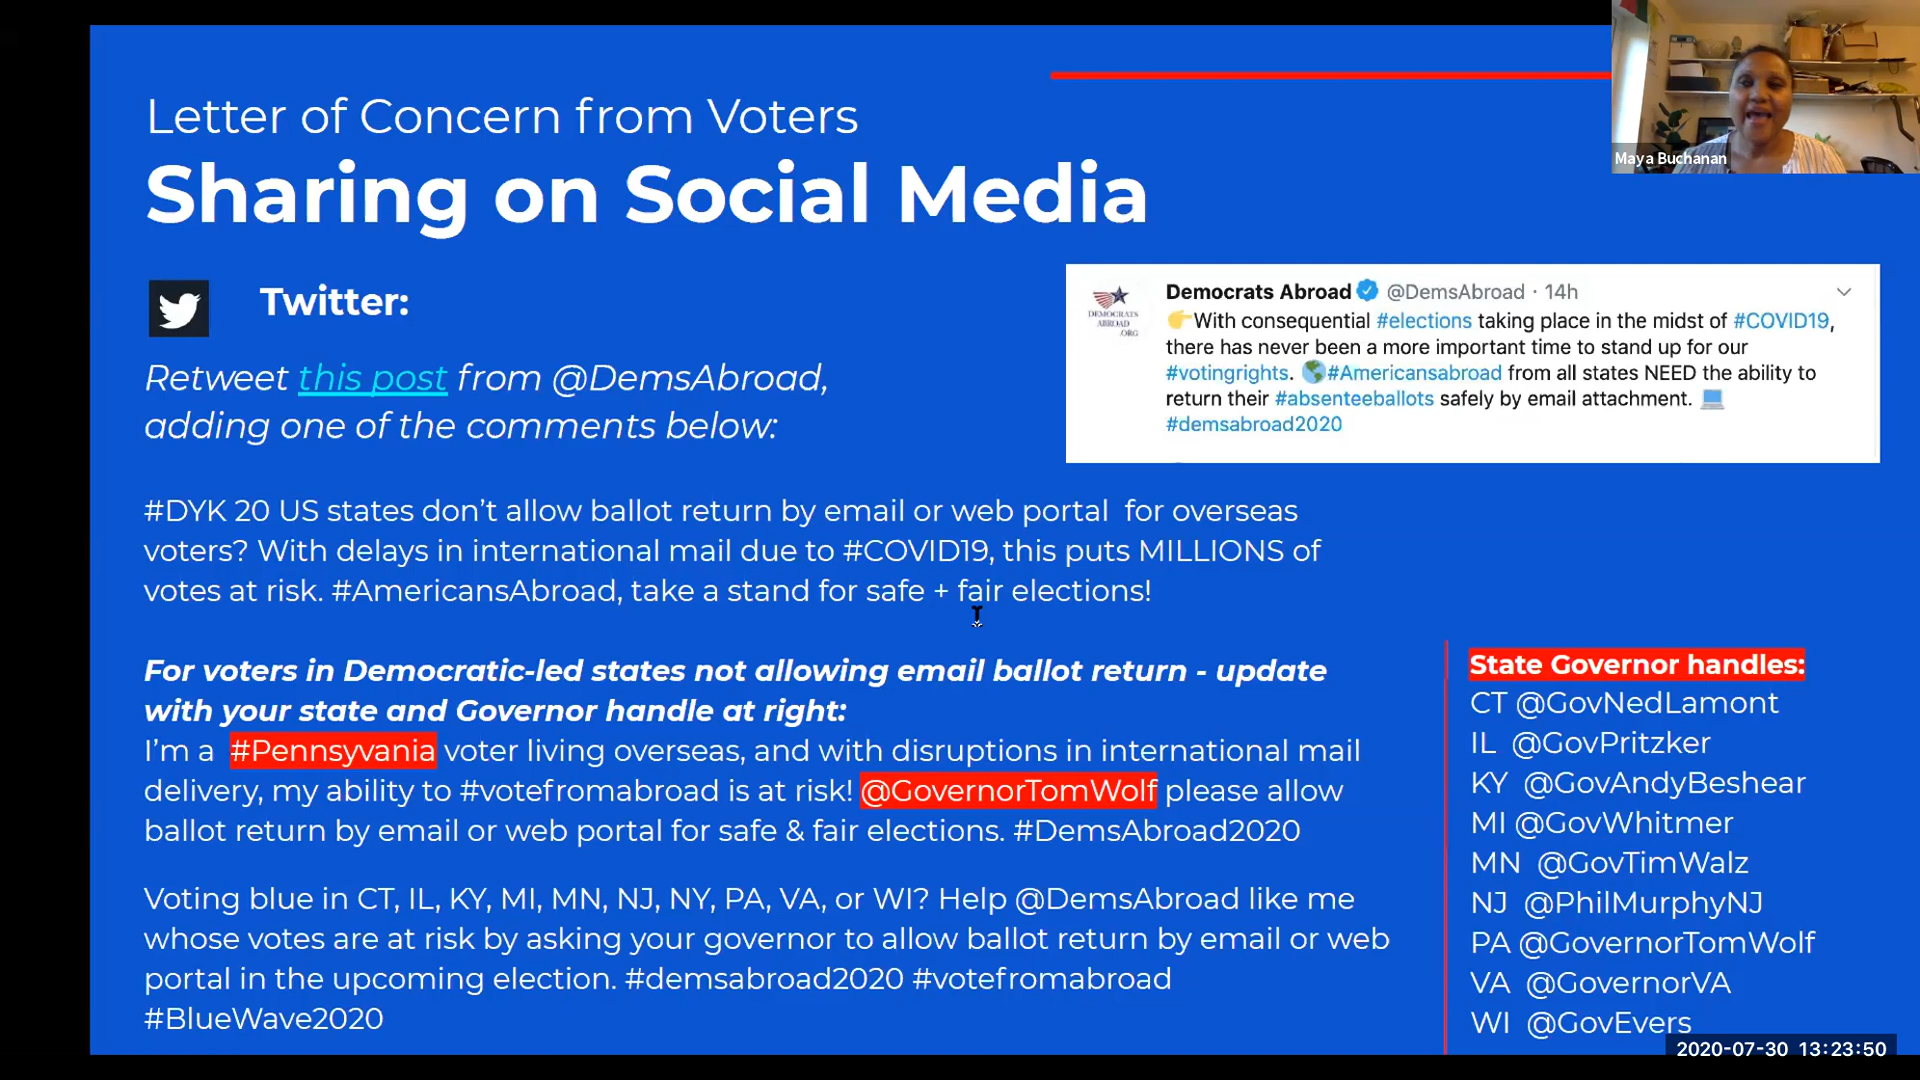 Letter of Concern from Voters
Sharing on Social Media
Maya Buchanan
Twitter:
Retweet this post from @DemsAbroad,
adding one of the comments below:
DEMOCRATS
ABROAD
.ORG
Democrats Abroad @DemsAbroad · 14h
👉With consequential #elections taking place in the midst of #COVID19,
there has never been a more important time to stand up for our
#votingrights. 🌎#Americansabroad from all states NEED the ability to
return their #absenteeballots safely by email attachment. 💻
#demsabroad2020
#DYK 20 US states don’t allow ballot return by email or web portal for overseas
voters? With delays in international mail due to #COVID19, this puts MILLIONS of
votes at risk. #AmericansAbroad, take a stand for safe + fair elections!
For voters in Democratic-led states not allowing email ballot return - update
with your state and Governor handle at right:
I’m a #Pennsyvania voter living overseas, and with disruptions in international mail
delivery, my ability to #votefromabroad is at risk! @GovernorTomWolf please allow
ballot return by email or web portal for safe & fair elections. #DemsAbroad2020
Voting blue in CT, IL, KY, MI, MN, NJ, NY, PA, VA, or WI? Help @DemsAbroad like me
whose votes are at risk by asking your governor to allow ballot return by email or web
portal in the upcoming election. #demsabroad2020 #votefromabroad
#BlueWave2020
State Governor handles:
CT @GovNedLamont
IL @GovPritzker
KY @GovAndyBeshear
MI @GovWhitmer
MN @GovTimWalz
NJ @PhilMurphyNJ
PA @GovernorTomWolf
VA @GovernorVA
WI @GovEvers
2020-07-30 13:23:50